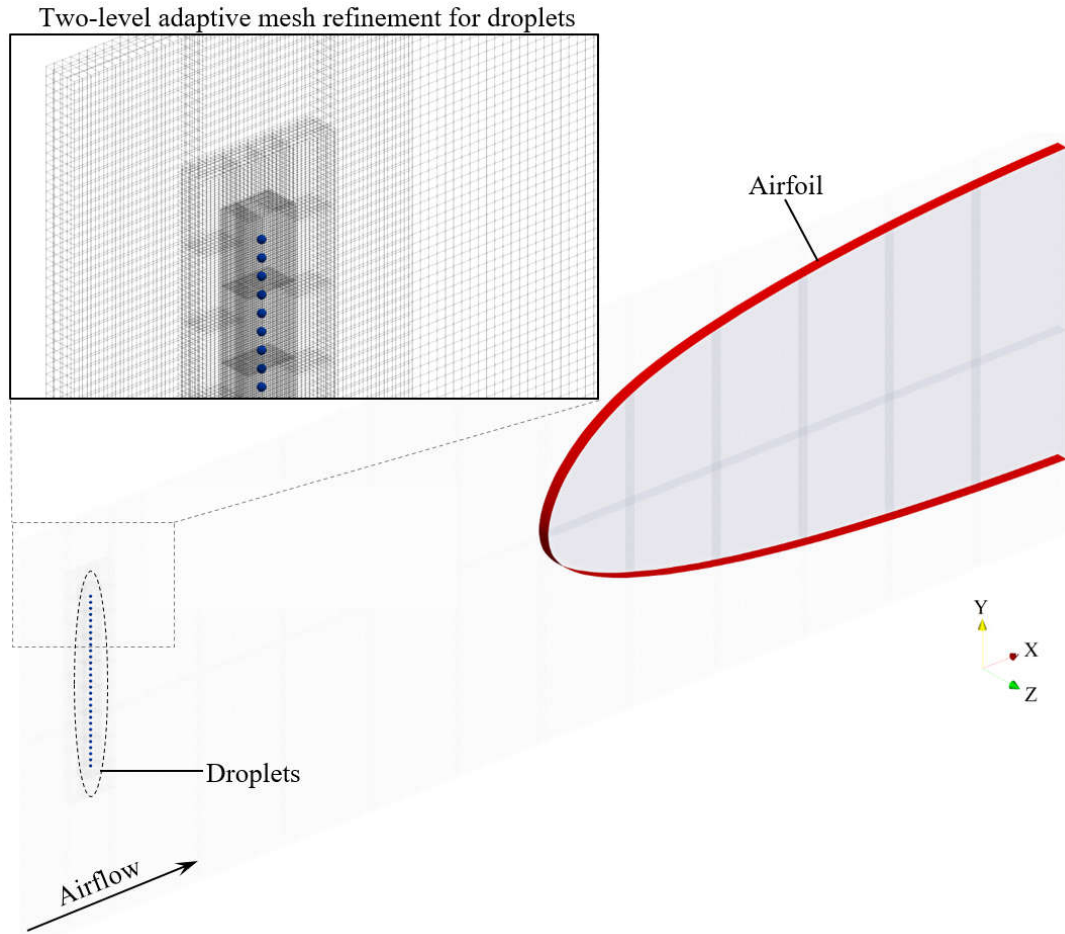 Two-level adaptive mesh refinement for droplets
Airfoil
Y
X
Z
Droplets
Airflow